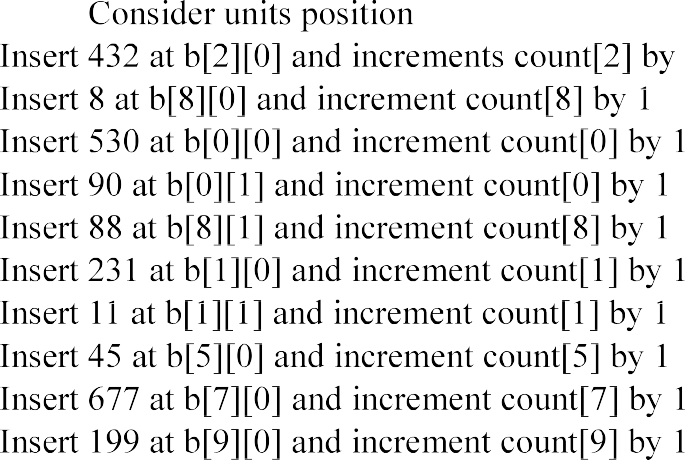 Consider units position
Insert 432 at b[2][0] and increments count[2] by
Insert 8 at b[8][0] and increment count[8] by 1
Insert 530 at b[0][0] and increment count[0] by 1
Insert 90 at b[0][1] and increment count[0] by 1
Insert 88 at b[8][1] and increment count[8] by 1
Insert 231 at b[1][0] and increment count[1] by 1
Insert 11 at b[1][1] and increment count[1] by 1
Insert 45 at b[5][0] and increment count[5] by 1
Insert 677 at b[7][0] and increment count[7] by 1
Insert 199 at b[9][0] and increment count[9] by 1